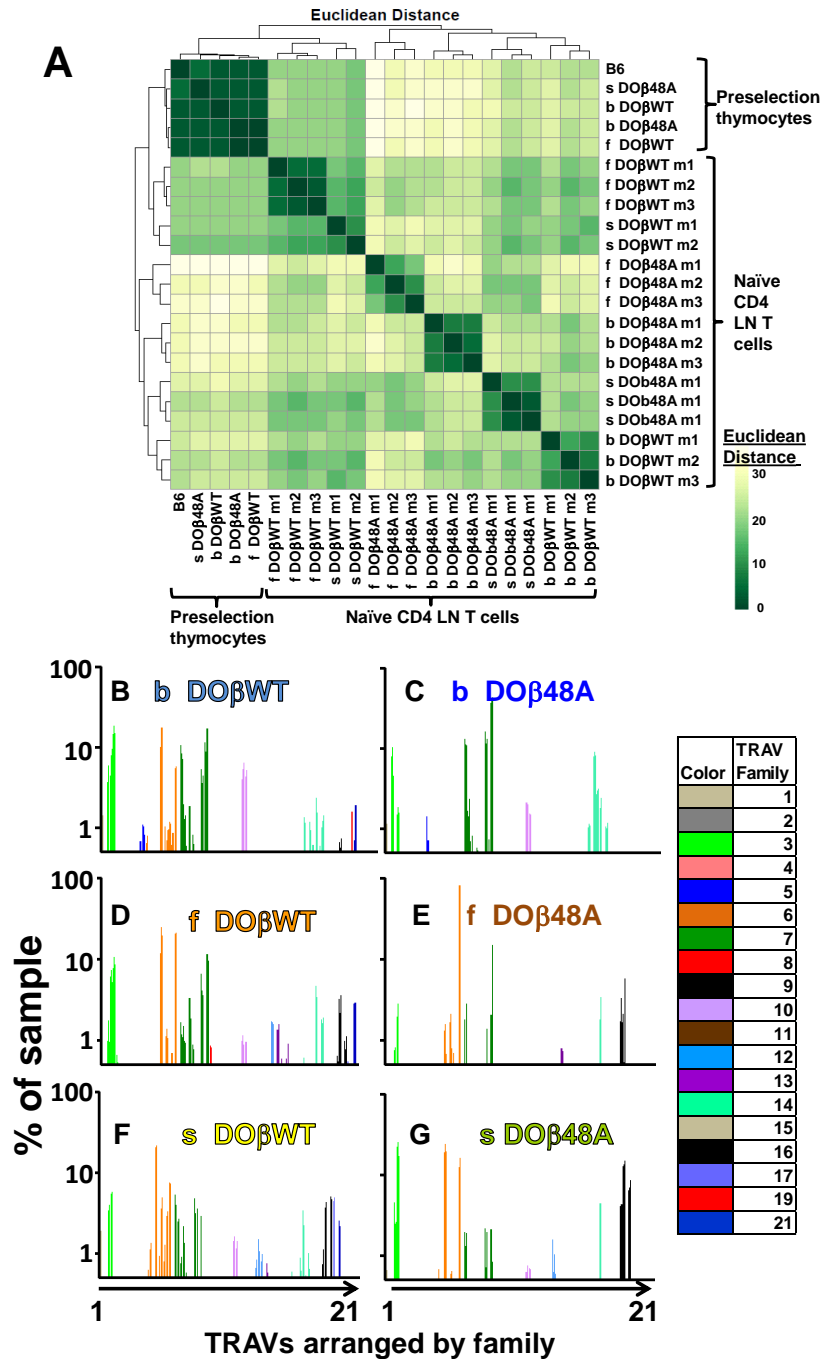 Euclidean Distance
A
B6
s DOβ48A
b DOβWT
b DOβ48A
f DOβWT
Preselection
thymocytes
f DOβWT m1
f DOβWT m2
f DOβWT m3
s DOβWT m1
s DOβWT m2
f DOβ48A m1
f DOβ48A m2
f DOβ48A m3
b DOβ48A m1
b DOβ48A m2
b DOβ48A m3
s DOb48A m1
s DOb48A m1
s DOb48A m1
b DOβWT m1
b DOβWT m2
b DOβWT m3
Naïve
CD4
LN T
cells
Euclidean
Distance
30
20
10
0
B6
s DOβ48A
b DOβWT
b DOβ48A
f DOβWT
f DOβWT m1
f DOβWT m2
f DOβWT m3
s DOβWT m1
s DOβWT m2
f DOβ48A m1
f DOβ48A m2
f DOβ48A m3
b DOβ48A m1
b DOβ48A m2
b DOβ48A m3
s DOb48A m1
s DOb48A m1
s DOb48A m1
b DOβWT m1
b DOβWT m2
b DOβWT m3
Preselection
thymocytes
Naïve CD4 LN T cells
% of sample
100
10
1
B b DOβWT
C b DOβ48A
100
10
1
D f DOβWT
E f DOβ48A
100
10
1
F s DOβWT
G s DOβ48A
1 21
1 21
TRAVs arranged by family
Color TRAV Family
1
2
3
4
5
6
7
8
9
10
11
12
13
14
15
16
17
19
21